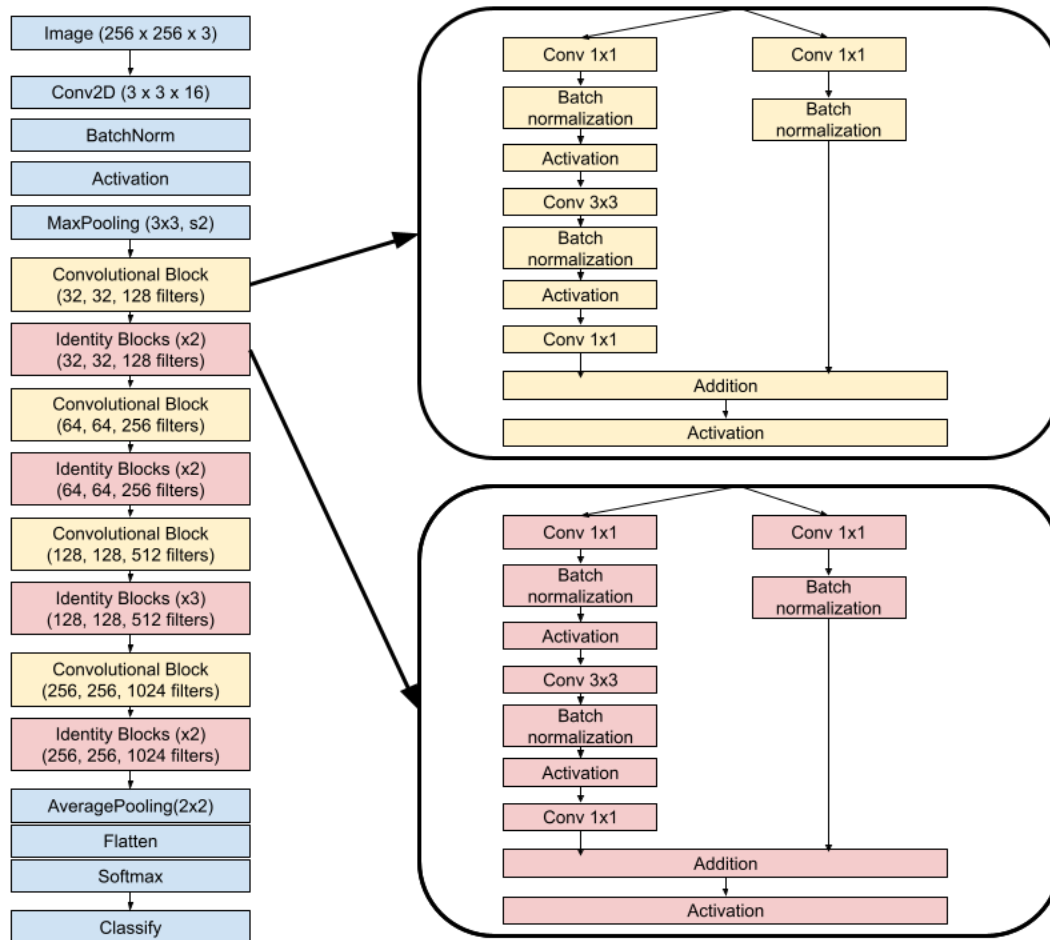 Image (256 x 256 x 3)
Conv2D (3 x 3 x 16)
BatchNorm
Activation
MaxPooling (3x3, s2)
Convolutional Block
(32, 32, 128 filters)
Identity Blocks (x2)
(32, 32, 128 filters)
Convolutional Block
(64, 64, 256 filters)
Identity Blocks (x2)
(64, 64, 256 filters)
Convolutional Block
(128, 128, 512 filters)
Identity Blocks (x3)
(128, 128, 512 filters)
Convolutional Block
(256, 256, 1024 filters)
Identity Blocks (x2)
(256, 256, 1024 filters)
AveragePooling(2x2)
Flatten
Softmax
Classify
Conv 1x1
Batch
normalization
Activation
Conv 3x3
Batch
normalization
Activation
Conv 1x1
Conv 1x1
Batch
normalization
Addition
Activation
Conv 1x1
Batch
normalization
Activation
Conv 3x3
Batch
normalization
Activation
Conv 1x1
Conv 1x1
Batch
normalization
Addition
Activation